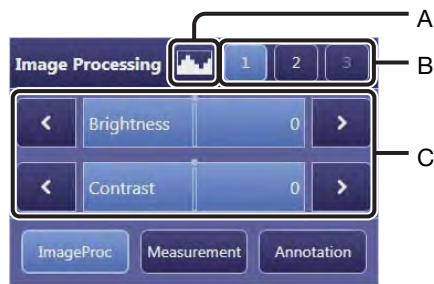 A
Image Processing 1 2 3 B
Brightness 0
C
Contrast 0
ImageProc Measurement Annotation